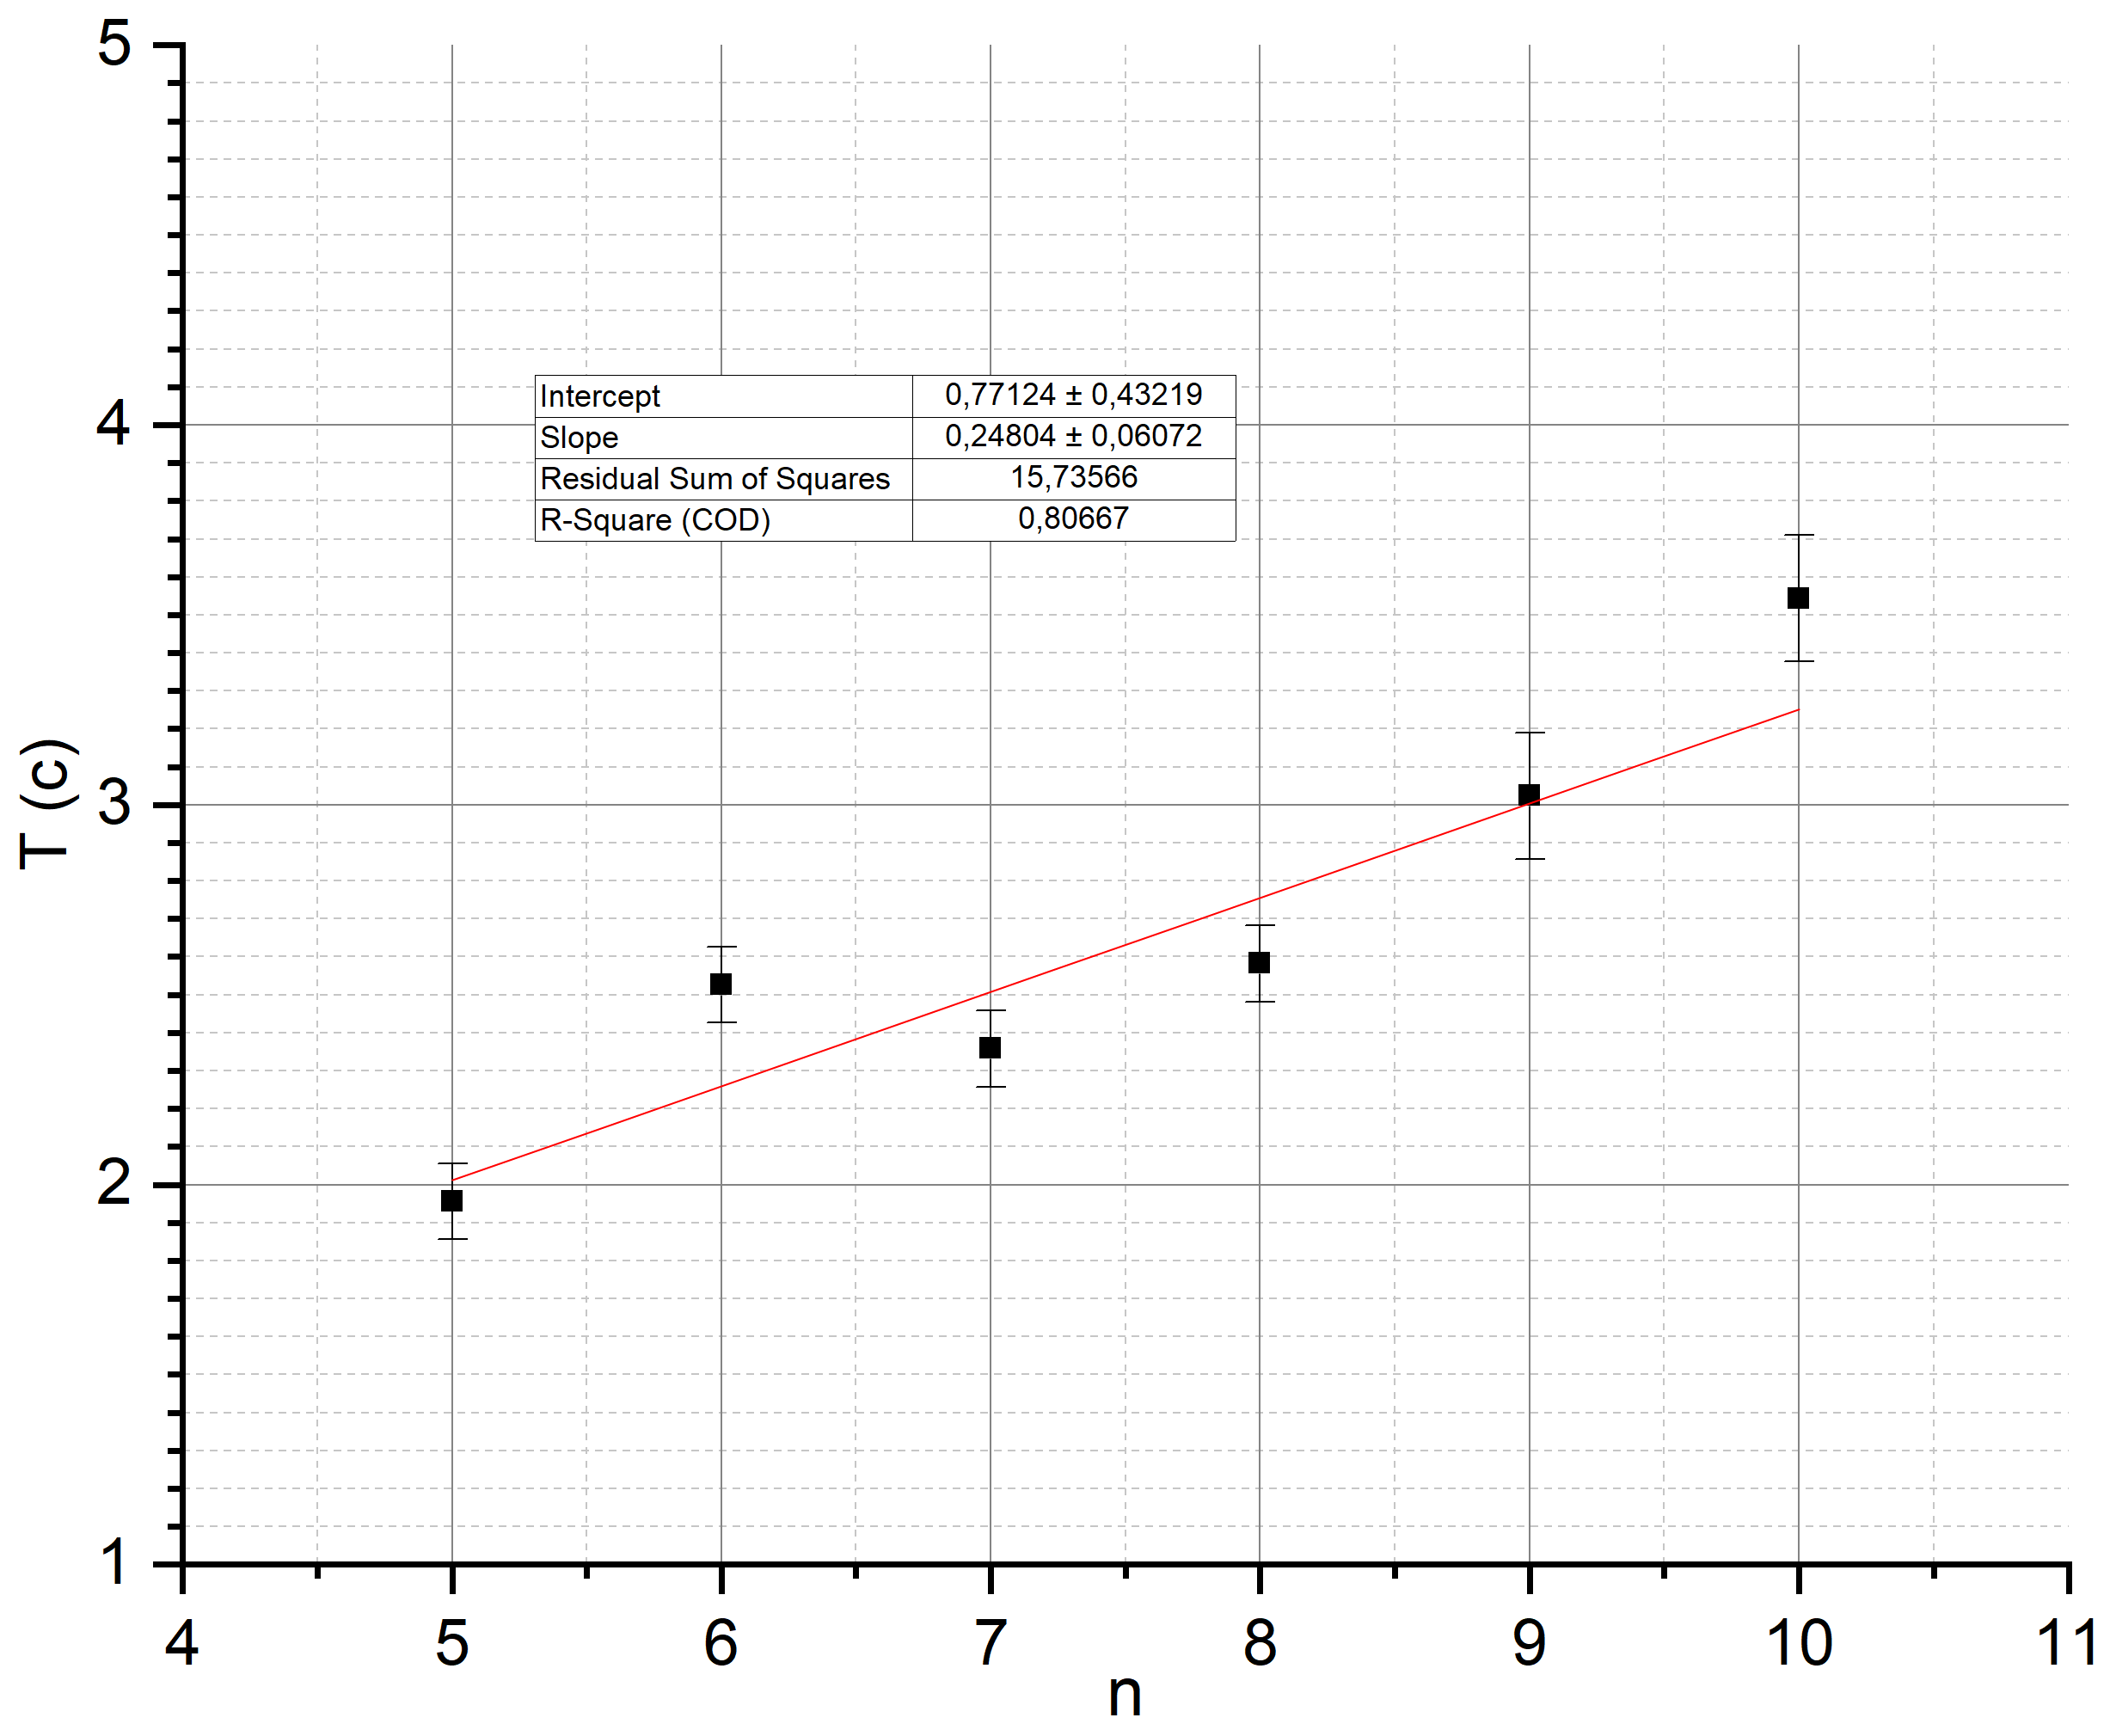 5
4
3
2
1
T (c)
Intercept 0,77124 ± 0,43219
Slope 0,24804 ± 0,06072
Residual Sum of Squares 15,73566
R-Square (COD) 0,80667
4 5 6 7 8 9 10 11
n